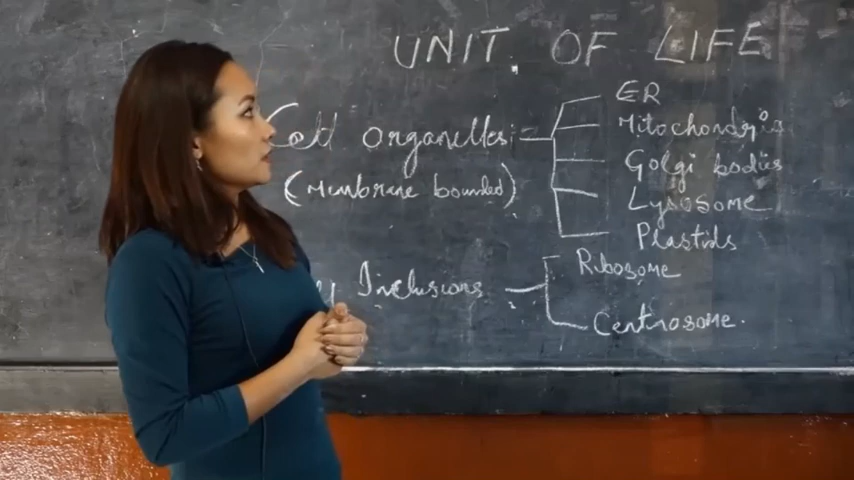 UNIT OF LIFE
Cell organelles:
(Membrane bounded)
ER
Mitochondria
Golgi bodies
Lysosome
Plastids
Inclusions
Ribosome
Centrosome.